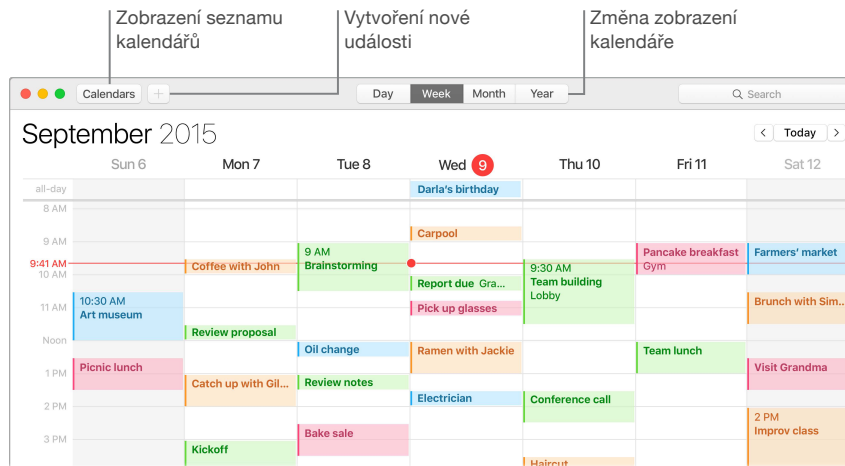 Zobrazení seznamu
kalendářů
Vytvoření nové
události
Změna zobrazení
kalendáře
Calendars
+
Day
Week
Month
Year
Search
September 2015
< Today >
Sun 6
Mon 7
Tue 8
Wed 9
Thu 10
Fri 11
Sat 12
all-day
Darla's birthday
8 AM
Carpool
9 AM
9 AM
Brainstorming
Pancake breakfast
Gym
Farmers' market
9:41 AM
Coffee with John
9:30 AM
Team building
Lobby
10 AM
Report due Gra...
10:30 AM
Art museum
Brunch with Sim...
Pick up glasses
11 AM
Review proposal
Noon
Oil change
Ramen with Jackie
Team lunch
Picnic lunch
Visit Grandma
1 PM
Catch up with Gil...
Review notes
Electrician
Conference call
2 PM
2 PM
Improv class
Bake sale
3 PM
Kickoff
Haircut